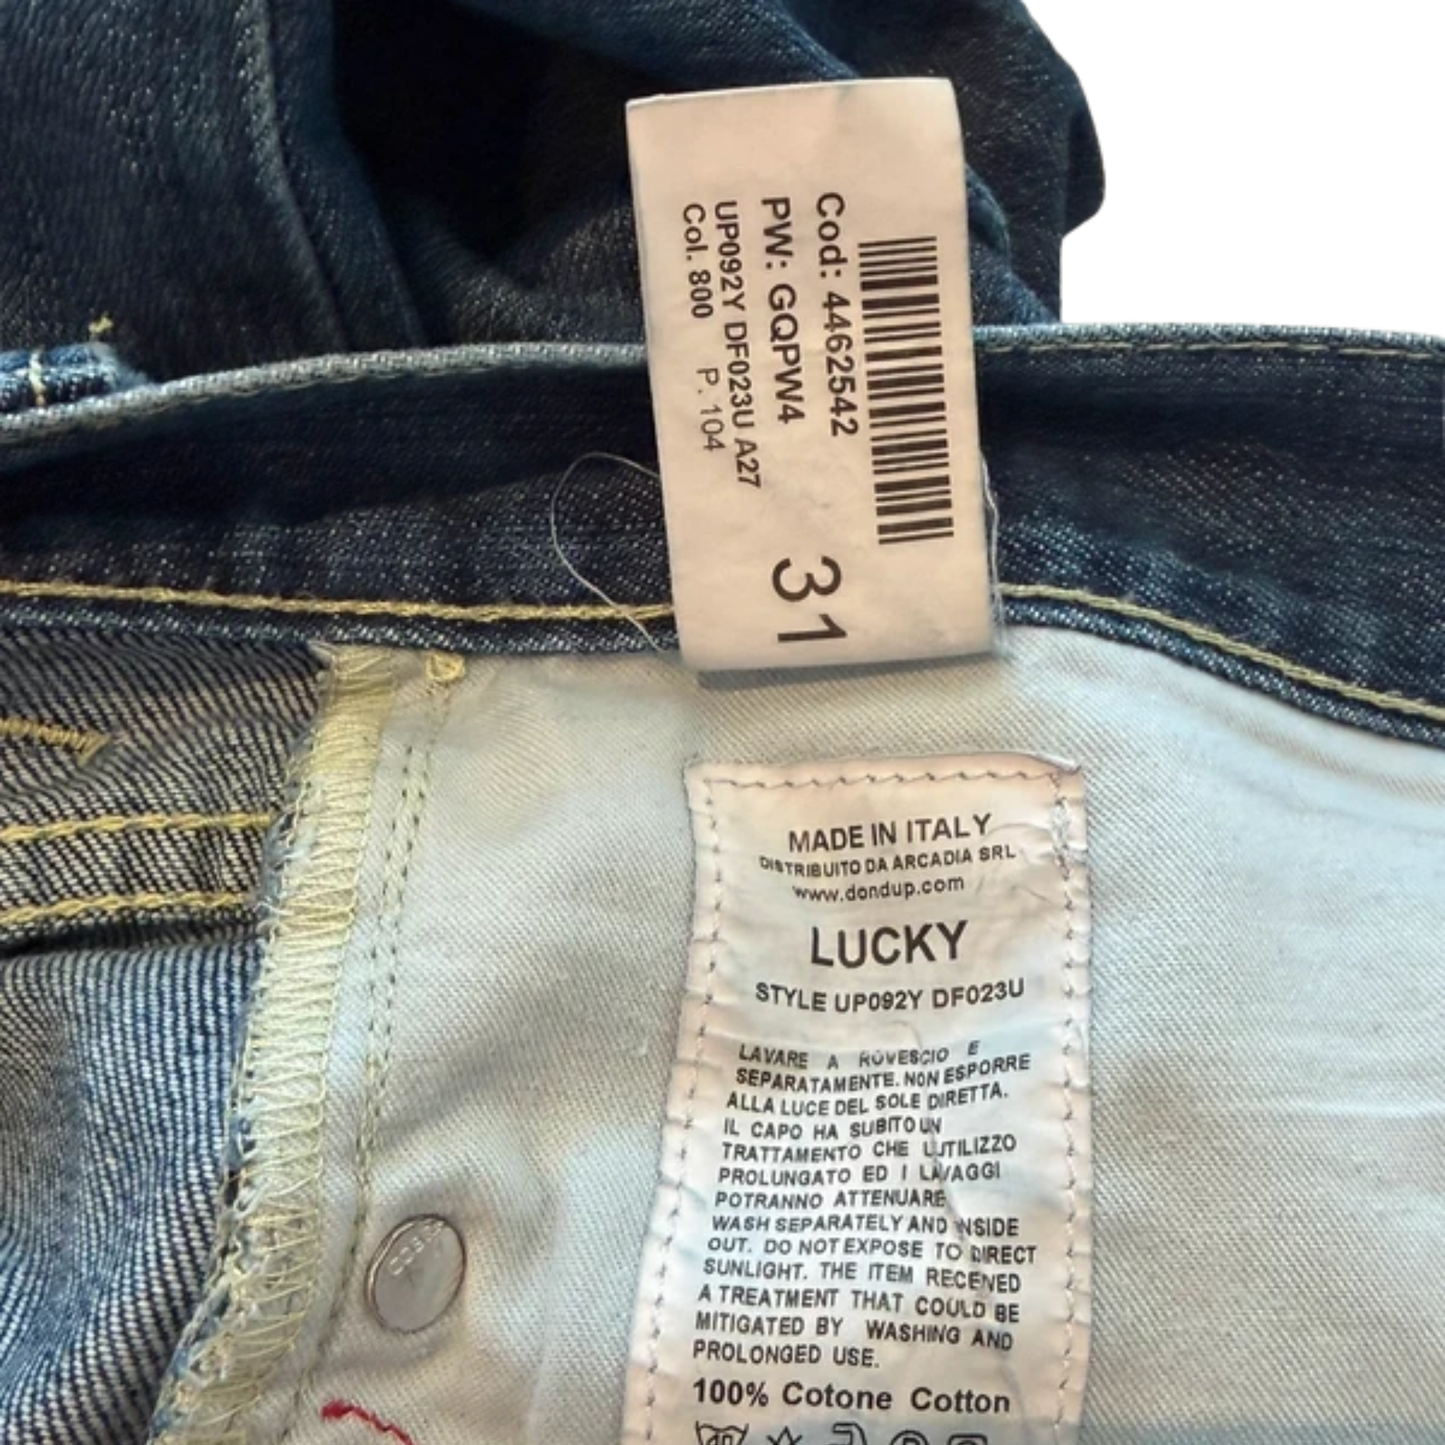 Cod: 4462542
PW: GQPW4
UP092Y DF023U A27
Col. 800 P. 104
31
MADE IN ITALY
DISTRIBUITO DA ARCADIA SRL
www.dondup.com
LUCKY
STYLE UP092Y DF023U
LAVARE A ROVESCIO E
SEPARATAMENTE. NON ESPORRE
ALLA LUCE DEL SOLE DIRETTA.
IL CAPO HA SUBITO UN
TRATTAMENTO CHE L'UTILIZZO
PROLUNGATO ED I LAVAGGI
POTRANNO ATTENUARE
WASH SEPARATELY AND INSIDE
OUT. DO NOT EXPOSE TO DIRECT
SUNLIGHT. THE ITEM RECEIVED
A TREATMENT THAT COULD BE
MITIGATED BY WASHING AND
PROLONGED USE.
100% Cotone Cotton